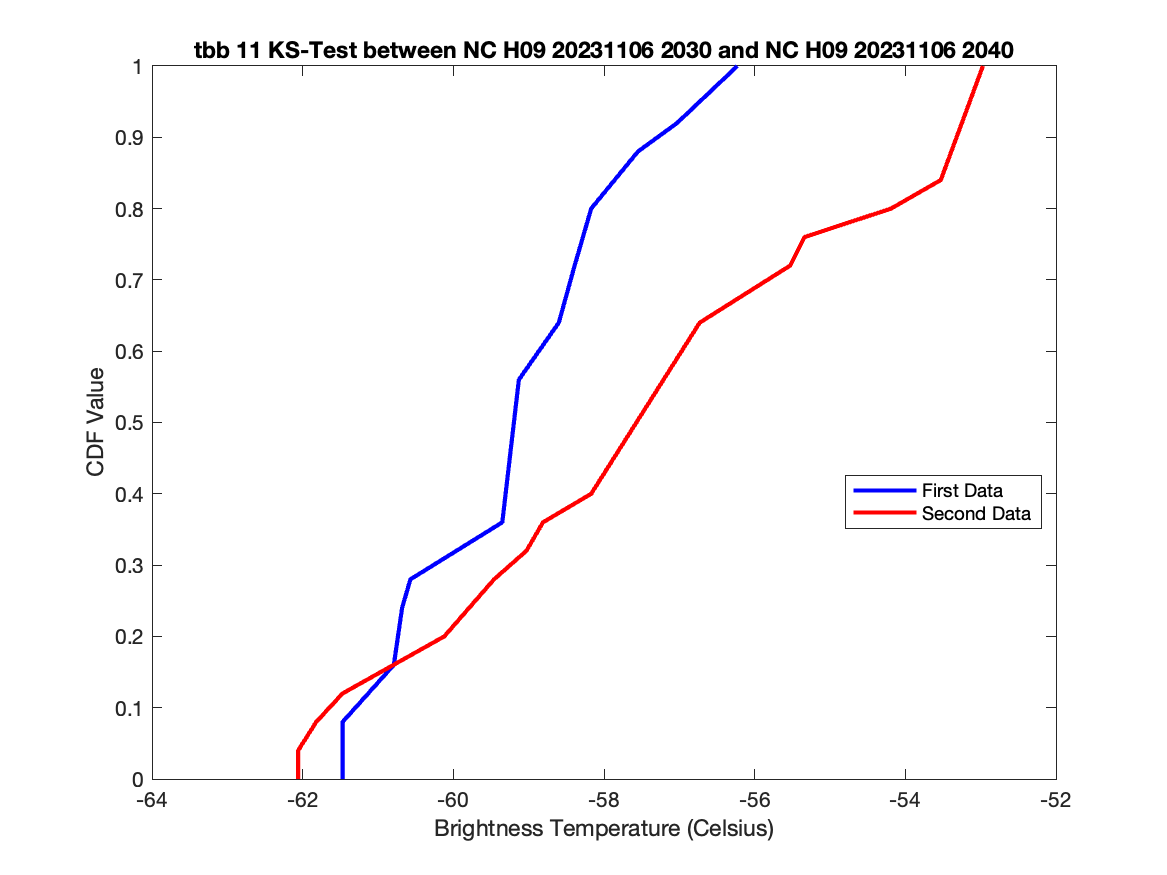 tbb 11 KS-Test between NC H09 20231106 2030 and NC H09 20231106 2040
1
0.9
0.8
0.7
0.6
0.5
0.4
0.3
0.2
0.1
0
CDF Value
First Data
Second Data
-64 -62 -60 -58 -56 -54 -52
Brightness Temperature (Celsius)